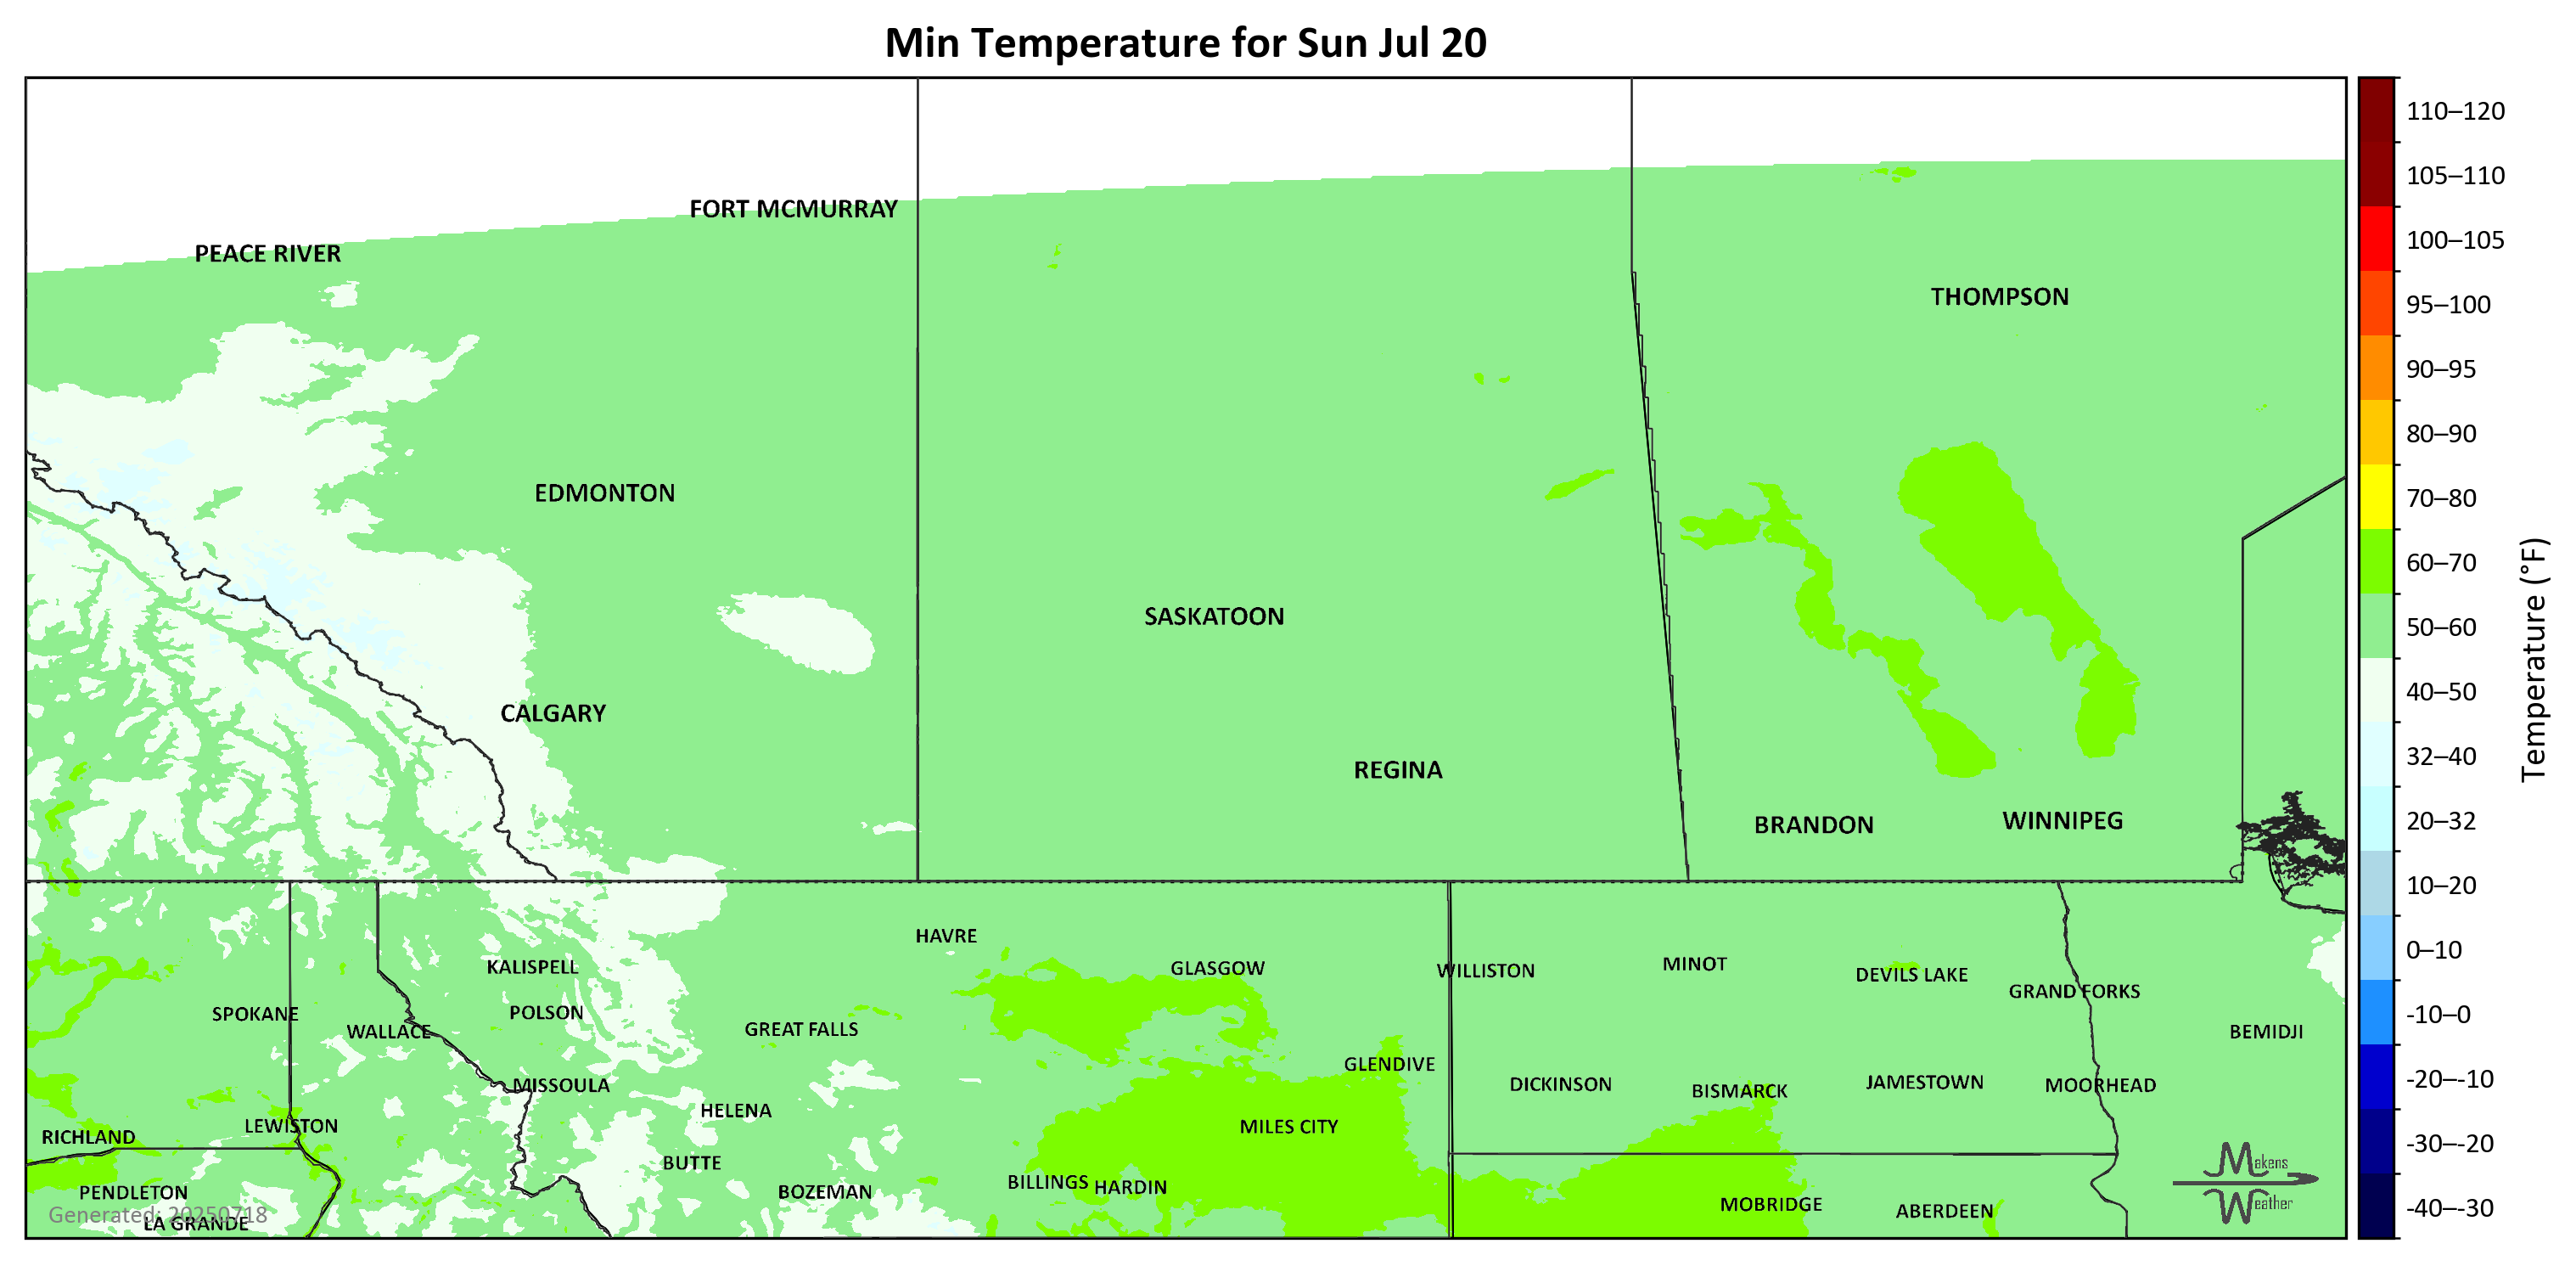 Min Temperature for Sun Jul 20
FORT MCMURRAY
PEACE RIVER
THOMPSON
EDMONTON
SASKATOON
CALGARY
REGINA
BRANDON
WINNIPEG
HAVRE
KALISPELL
GLASGOW
WILLISTON
MINOT
DEVILS LAKE
GRAND FORKS
SPOKANE
POLSON
WALLACE
GREAT FALLS
BEMIDJI
GLENDIVE
MISSOULA
DICKINSON
BISMARCK
JAMESTOWN
MOORHEAD
HELENA
LEWISTON
MILES CITY
RICHLAND
BUTTE
BILLINGS
HARDIN
PENDLETON
BOZEMAN
MOBRIDGE
ABERDEEN
Generated: 20250718
LA GRANDE
Makens
Weather
110–120
105–110
100–105
95–100
90–95
80–90
70–80
60–70
50–60
40–50
32–40
20–32
10–20
0–10
-10–0
-20–-10
-30–-20
-40–-30
Temperature (°F)